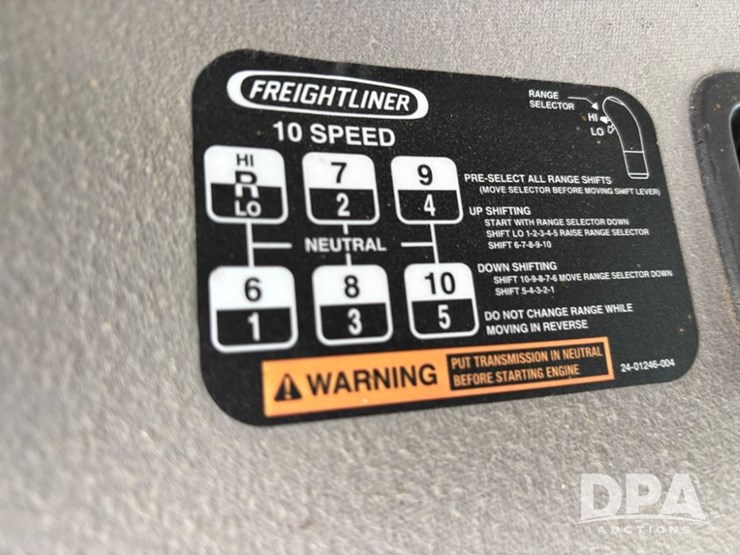 FREIGHTLINER
10 SPEED
RANGE
SELECTOR
HI
LO
HI
R
LO
7
2
9
4
NEUTRAL
6
1
8
3
10
5
PRE-SELECT ALL RANGE SHIFTS
(MOVE SELECTOR BEFORE MOVING SHIFT LEVER)
UP SHIFTING
START WITH RANGE SELECTOR DOWN
SHIFT LO 1-2-3-4-5 RAISE RANGE SELECTOR
SHIFT 6-7-8-9-10
DOWN SHIFTING
SHIFT 10-9-8-7-6 MOVE RANGE SELECTOR DOWN
SHIFT 5-4-3-2-1
DO NOT CHANGE RANGE WHILE
MOVING IN REVERSE
WARNING
PUT TRANSMISSION IN NEUTRAL
BEFORE STARTING ENGINE
24-01246-004
DPA
AUCTIONS